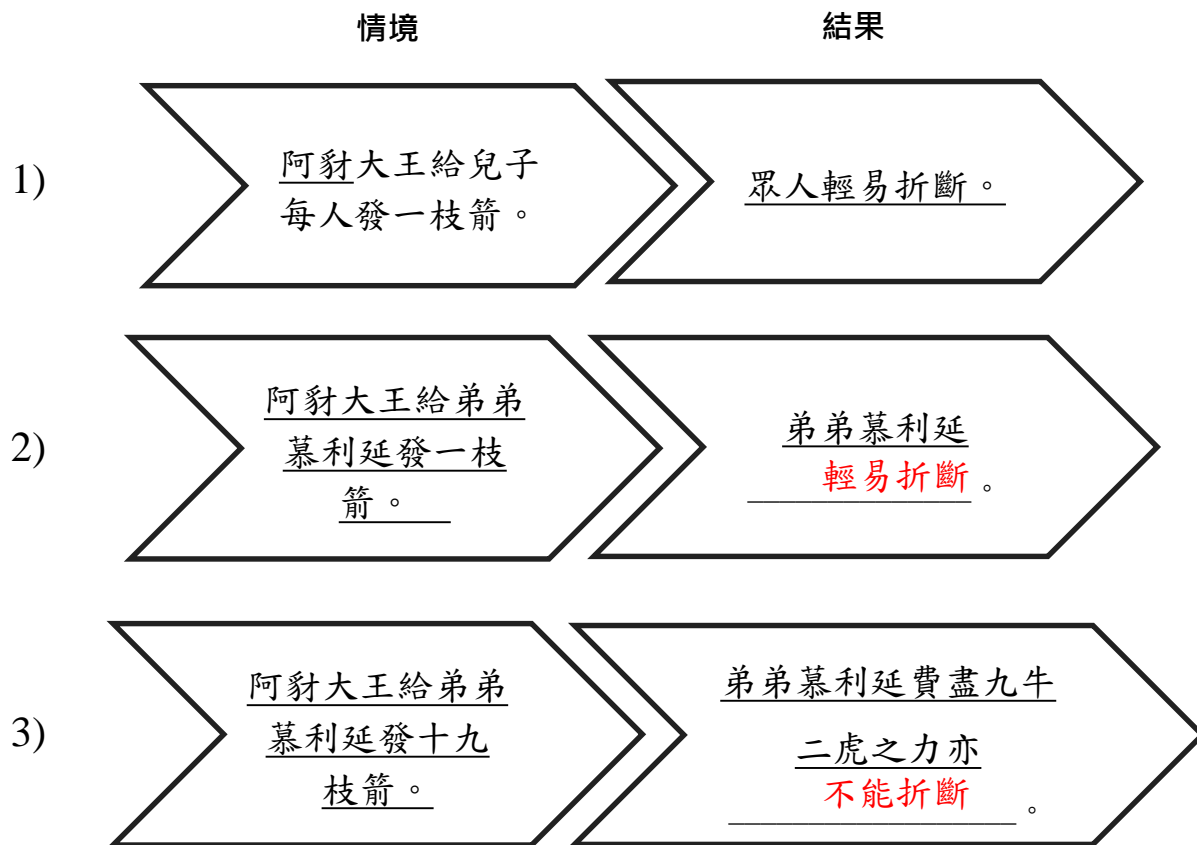 情境 結果
1)
阿豺大王給兒子
每人發一枝箭。
眾人輕易折斷。
2)
阿豺大王給弟弟
慕利延發一枝
箭。
弟弟慕利延
輕易折斷。
3)
阿豺大王給弟弟
慕利延發十九
枝箭。
弟弟慕利延費盡九牛
二虎之力亦
不能折斷。